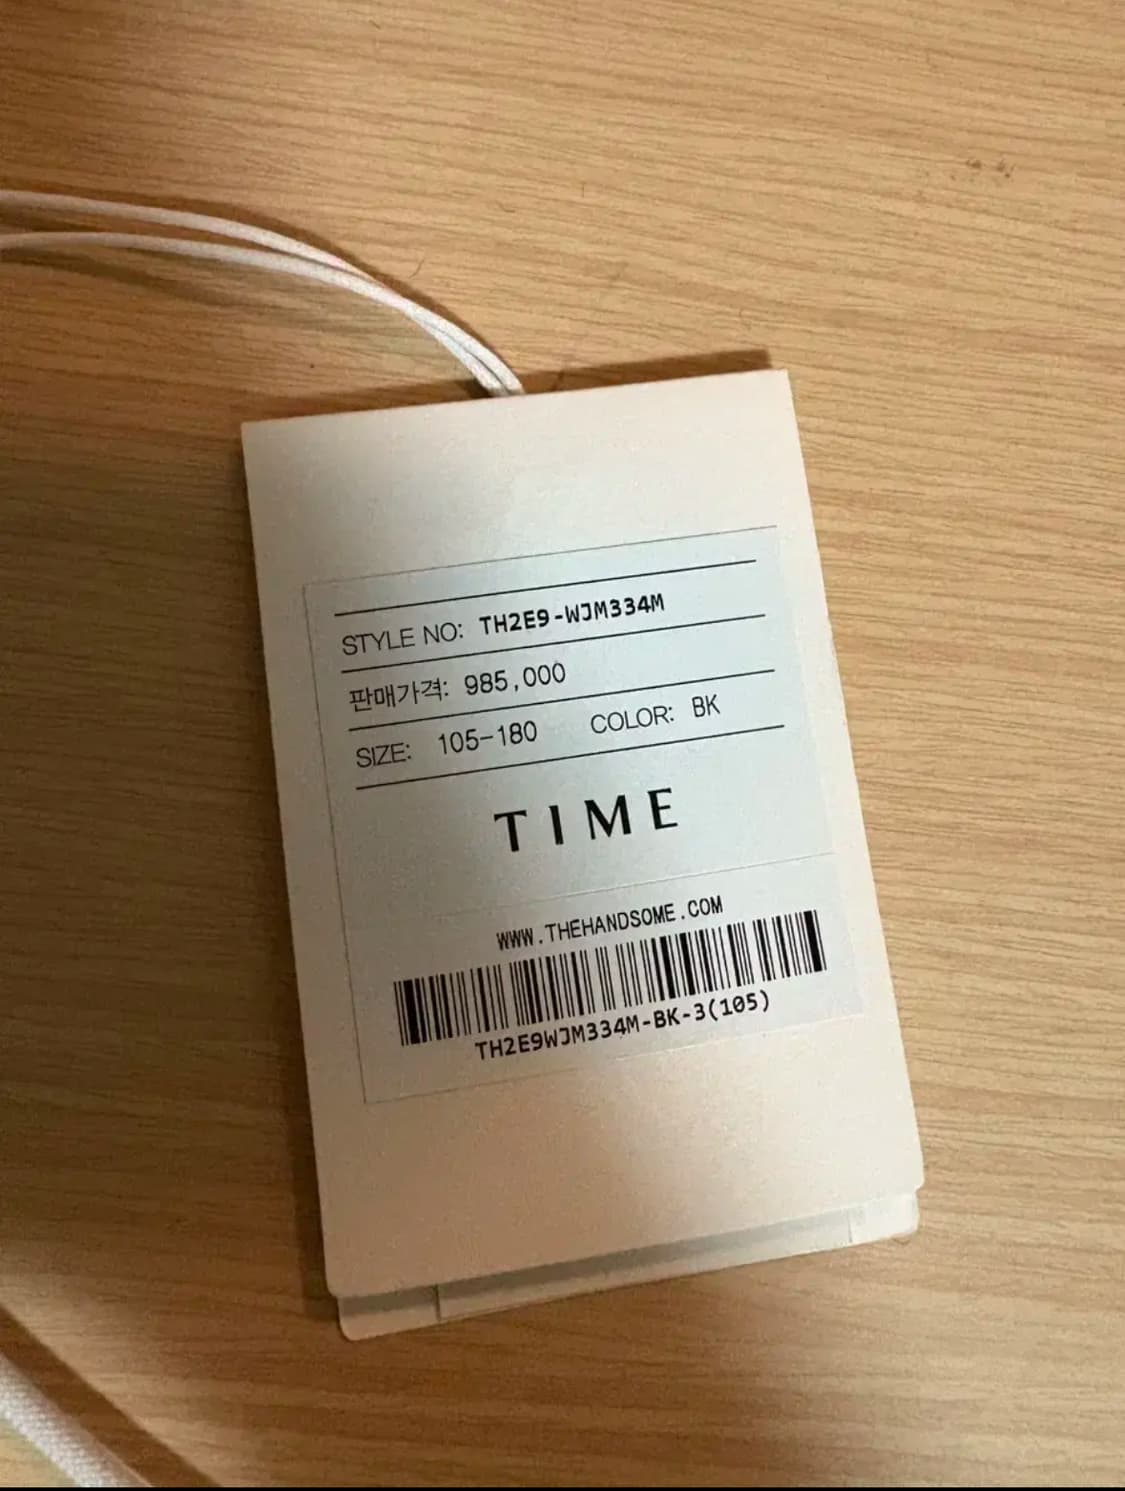 STYLE NO: TH2E9-WJM334M
판매가격: 985,000
SIZE: 105-180 COLOR: BK
TIME
WWW.THEHANDSOME.COM
TH2E9WJM334M-BK-3(105)